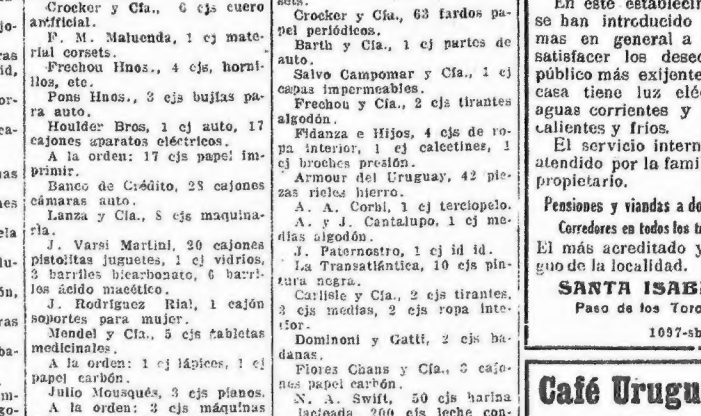 Crocker y Cía., 6 cjs cuero
artificial.
F. M. Maluenda, 1 cj mate-
rial corsets.
Frechou Hnos., 4 cjs, horni-
llos, etc.
Pons Hnos., 3 cjs bujías pa-
ra auto.
Houlder Bros, 1 cj auto, 17
cajones aparatos eléctricos.
A la orden: 17 cjs papel im-
primir.
Banco de Crédito, 28 cajones
cámaras auto.
Lanza y Cía., 8 cjs maquina-
ria.
J. Varsi Martini, 20 cajones
pistolitas juguetes, 1 cj vidrios,
3 barriles bicarbonato, 6 barri-
les ácido macético.
J. Rodríguez Rial, 1 cajón
soportes para mujer.
Mendel y Cía., 5 cjs tabletas
medicinales.
A la orden: 1 cj lápices, 1 cj
papel carbón.
Julio Mousqués, 3 cjs pianos.
A la orden: 3 cjs máquinas
Crocker y Cía., 63 fardos pa-
pel periódicos.
Barth y Cía., 1 cj partes de
auto.
Salvo Campomar y Cía., 1 cj
capas impermeables.
Frechou y Cía., 2 cjs tirantes
algodón.
Fidanza e Hijos, 4 cjs de ro-
pa interior, 1 cj calcetines, 1
cj broches presión.
Armour del Uruguay, 42 pie-
zas rieles hierro.
A. A. Corbi, 1 cj terciopelo.
A. y J. Cantalupo, 1 cj me-
dias algodón.
J. Paternostro, 1 cj id id.
La Transatlántica, 10 cjs pin-
tura negra.
Carlisle y Cía., 2 cjs tirantes,
3 cjs medias, 2 cjs ropa inte-
rior.
Dominoni y Gatti, 2 cjs ba-
danas.
Flores Chans y Cía., 3 cajo-
nes papel carbón.
N. A. Swift, 50 cjs harina
lacteada, 200 cjs leche con-
En este establecim
se han introducido
mas en general a
satisfacer los dese
público más exijente
casa tiene luz elé
aguas corrientes y
calientes y fríos.
El servicio intern
atendido por la fami
propietario.
Pensiones y viandas a do
Corredores en todos los t
El más acreditado y
guo de la localidad.
SANTA ISAB
Paso de los Toro
1037-sb
Café Urugu